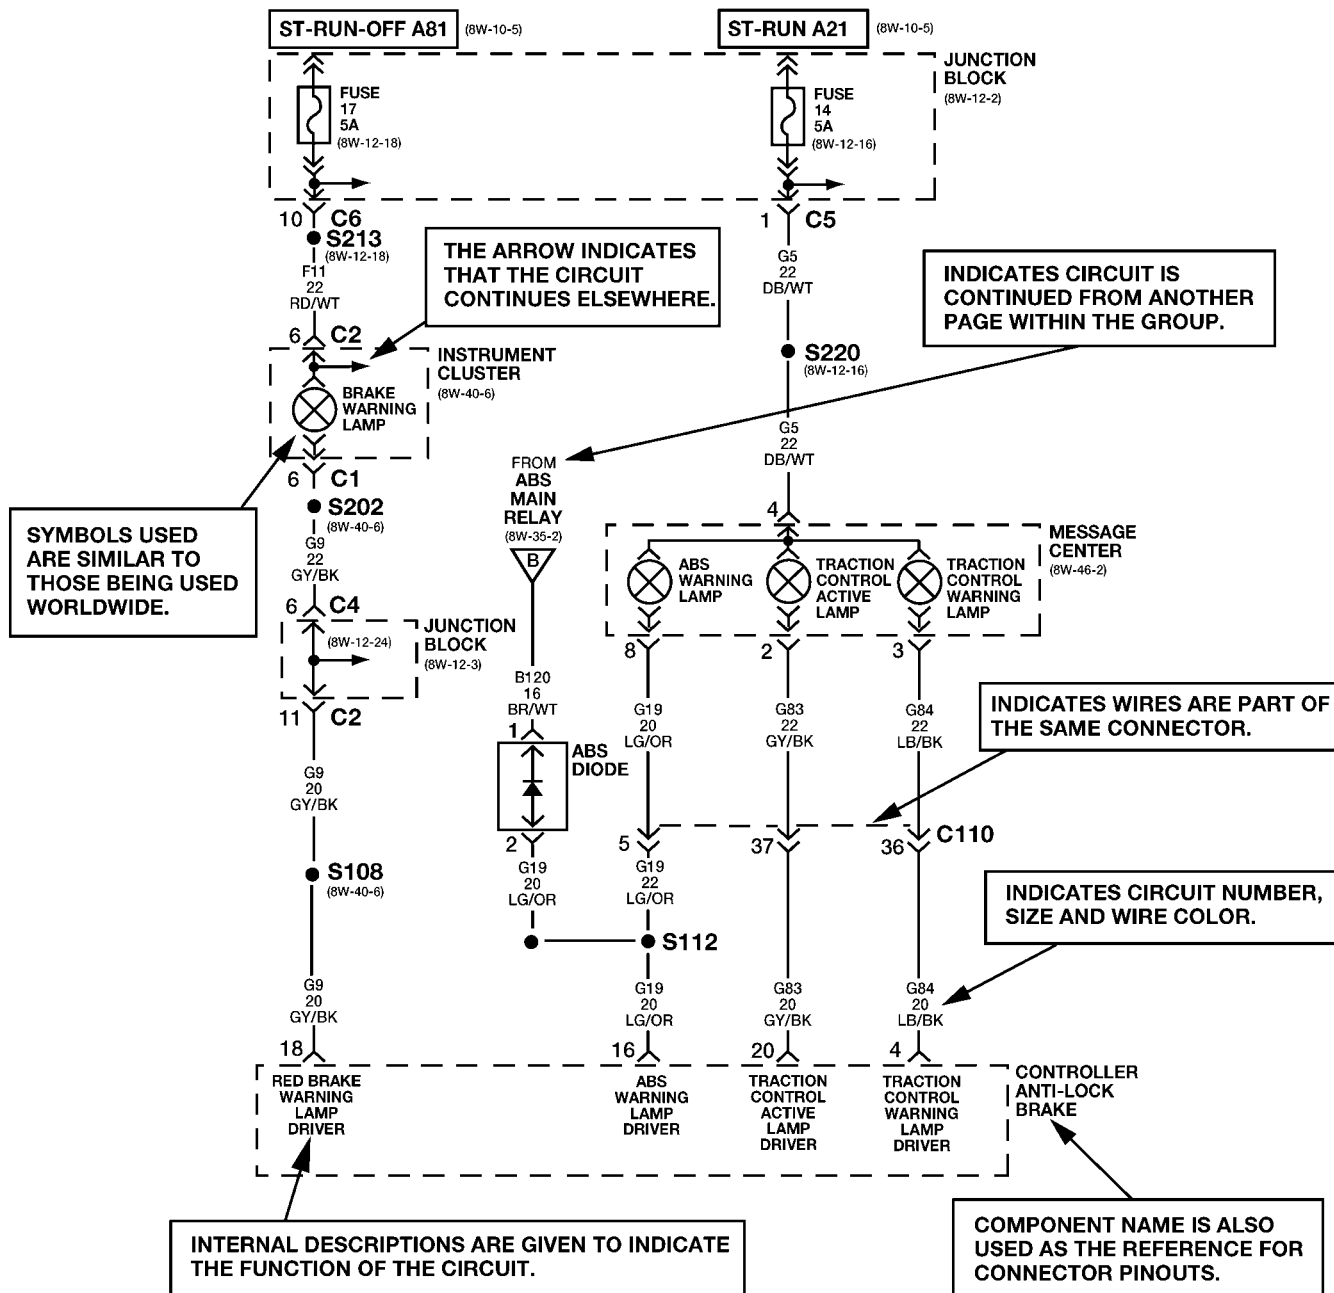 ST-RUN-OFF A81
(8W-10-5)
ST-RUN A21
(8W-10-5)
JUNCTION
BLOCK
(8W-12-2)
FUSE
17
5A
(8W-12-18)
FUSE
14
5A
(8W-12-16)
10
C6
1
C5
S213
(8W-12-18)
F11
22
RD/WT
THE ARROW INDICATES
THAT THE CIRCUIT
CONTINUES ELSEWHERE.
G5
22
DB/WT
INDICATES CIRCUIT IS
CONTINUED FROM ANOTHER
PAGE WITHIN THE GROUP.
6
C2
INSTRUMENT
CLUSTER
(8W-40-6)
BRAKE
WARNING
LAMP
S220
(8W-12-16)
G5
22
DB/WT
6
C1
S202
(8W-40-6)
FROM
ABS
MAIN
RELAY
(8W-35-2)
B
SYMBOLS USED
ARE SIMILAR TO
THOSE BEING USED
WORLDWIDE.
G9
22
GY/BK
4
MESSAGE
CENTER
(8W-46-2)
ABS
WARNING
LAMP
TRACTION
CONTROL
ACTIVE
LAMP
TRACTION
CONTROL
WARNING
LAMP
6
C4
(8W-12-24)
JUNCTION
BLOCK
(8W-12-3)
8
2
3
11
C2
B120
16
BR/WT
G19
20
LG/OR
G83
22
GY/BK
G84
22
LB/BK
INDICATES WIRES ARE PART OF
THE SAME CONNECTOR.
1
ABS
DIODE
G9
20
GY/BK
2
5
37
36
C110
S108
(8W-40-6)
G19
20
LG/OR
G19
22
LG/OR
INDICATES CIRCUIT NUMBER,
SIZE AND WIRE COLOR.
S112
G9
20
GY/BK
G19
20
LG/OR
G83
20
GY/BK
G84
20
LB/BK
18
16
20
4
RED BRAKE
WARNING
LAMP
DRIVER
ABS
WARNING
LAMP
DRIVER
TRACTION
CONTROL
ACTIVE
LAMP
DRIVER
TRACTION
CONTROL
WARNING
LAMP
DRIVER
CONTROLLER
ANTI-LOCK
BRAKE
INTERNAL DESCRIPTIONS ARE GIVEN TO INDICATE
THE FUNCTION OF THE CIRCUIT.
COMPONENT NAME IS ALSO
USED AS THE REFERENCE FOR
CONNECTOR PINOUTS.